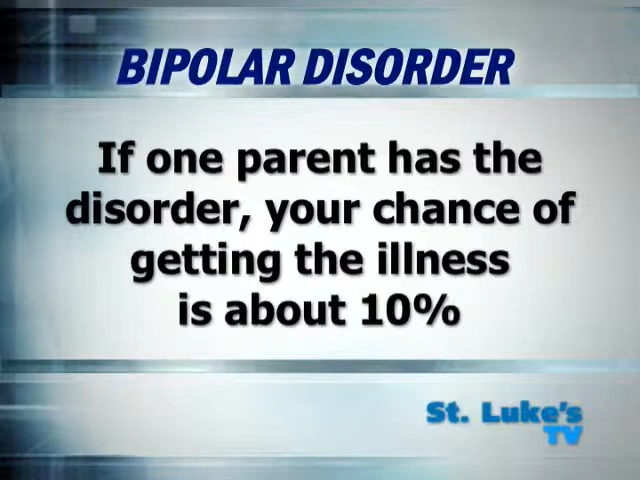 BIPOLAR DISORDER
If one parent has the
disorder, your chance of
getting the illness
is about 10%
St. Luke's
TV